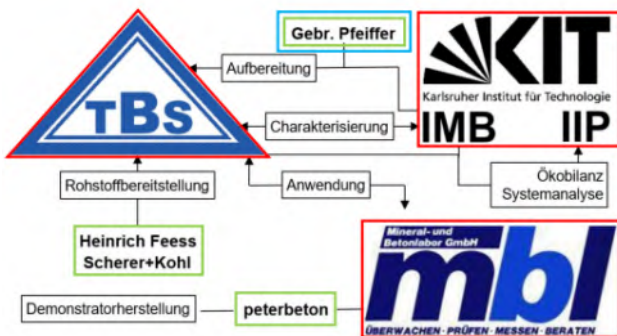 Gebr. Pfeiffer
Aufbereitung
TBS
KIT
Karlsruher Institut für Technologie
IMB IIP
Charakterisierung
Rohstoffbereitstellung
Anwendung
Ökobilanz
Systemanalyse
Heinrich Feess
Scherer+Kohl
Mineral- und
Betonlabor GmbH
mbl
ÜBERWACHEN · PRÜFEN · MESSEN · BERATEN
Demonstratorherstellung
peterbeton